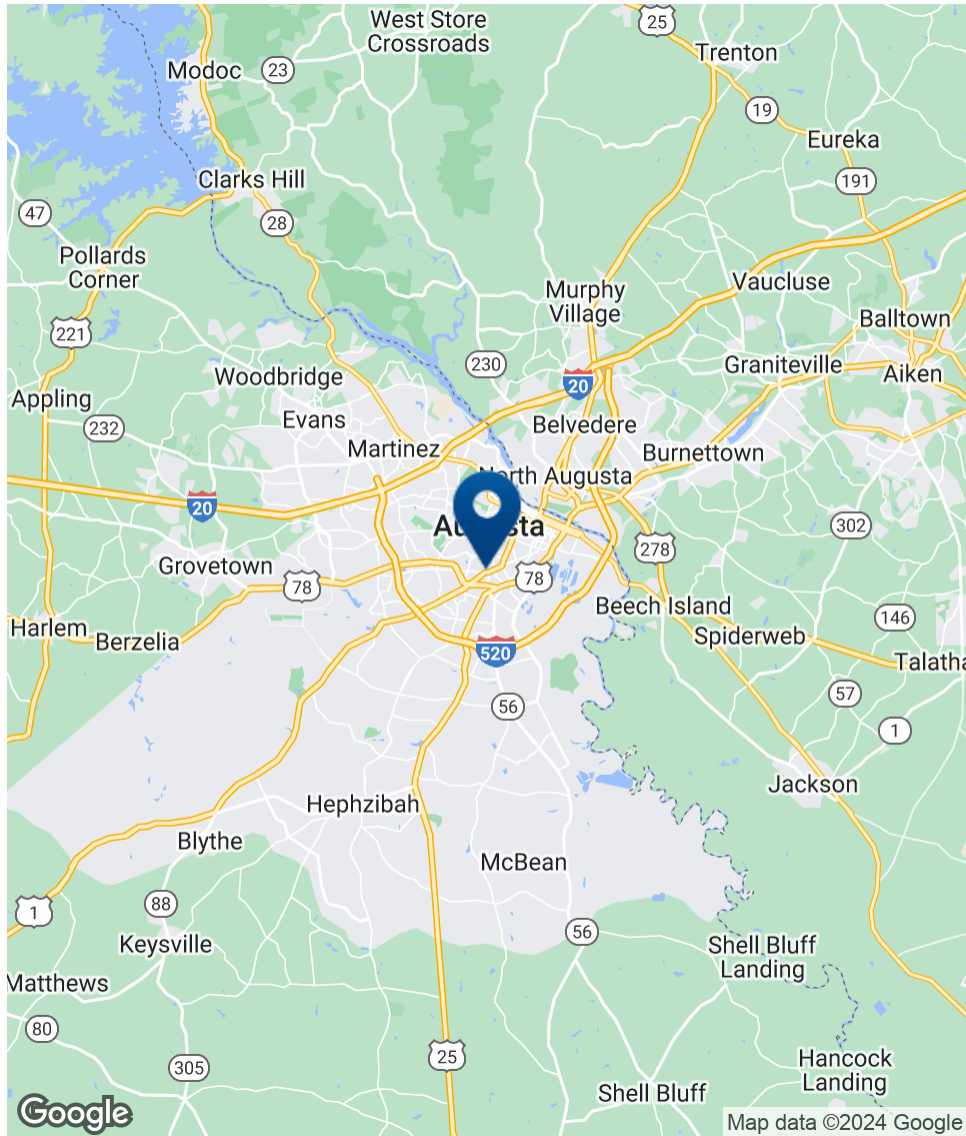 West Store
Crossroads
25
Trenton
Modoc
23
19
Eureka
Clarks Hill
191
47
28
Pollards
Corner
Vaucluse
Murphy
Village
221
Balltown
230
Graniteville
Woodbridge
20
Aiken
Appling
Evans
232
Belvedere
Martinez
Burnettown
North Augusta
20
Augusta
302
278
Grovetown
78
78
Beech Island
146
Harlem
Berzelia
Spiderweb
520
Talatha
57
56
1
Jackson
Hephzibah
Blythe
McBean
88
1
56
Keysville
Shell Bluff
Landing
Matthews
80
25
305
Hancock
Landing
Shell Bluff
Google
Map data ©2024 Google